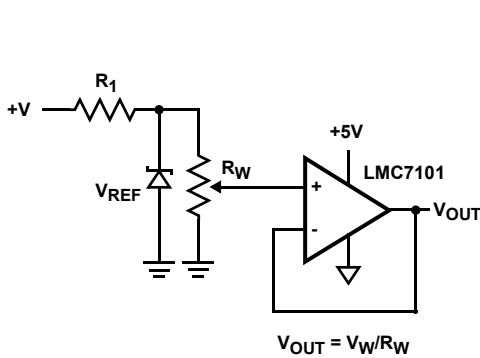 R1
+V
+5V
RW
LMC7101
VREF
+
-
VOUT
VOUT = VW/RW